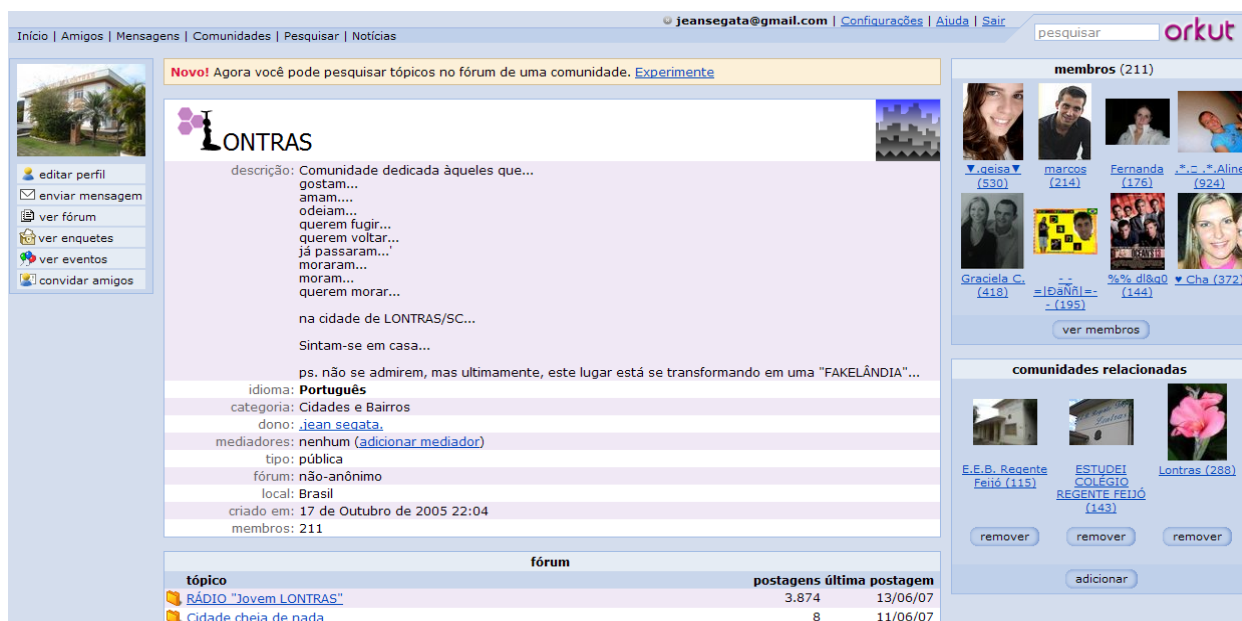 jeansegata@gmail.com | Configurações | Ajuda | Sair
Início | Amigos | Mensagens | Comunidades | Pesquisar | Notícias
pesquisar
orkut
editar perfil
enviar mensagem
ver fórum
ver enquetes
ver eventos
convidar amigos
Novo! Agora você pode pesquisar tópicos no fórum de uma comunidade. Experimente
LONTRAS
descrição: Comunidade dedicada àqueles que...
gostam...
amam....
odeiam...
querem fugir...
querem voltar...
já passaram...'
moraram...
moram...
querem morar...
na cidade de LONTRAS/SC...
Sintam-se em casa...
ps. não se admirem, mas ultimamente, este lugar está se transformando em uma "FAKELÂNDIA"...
idioma: Português
categoria: Cidades e Bairros
dono: .jean segata.
mediadores: nenhum (adicionar mediador)
tipo: pública
fórum: não-anônimo
local: Brasil
criado em: 17 de Outubro de 2005 22:04
membros: 211
fórum
tópico postagens última postagem
RÁDIO "Jovem LONTRAS" 3.874 13/06/07
Cidade cheia de nada 8 11/06/07
membros (211)
▼.geisa▼ (530)
marcos (214)
Fernanda (176)
.*. .*.Aline (924)
Graciela C. (418)
- - =|ÐäÑñ|=- - (195)
%% dl&q0 (144)
♥ Cha (372)
ver membros
comunidades relacionadas
E.E.B. Regente Feijó (115)
ESTUDEI COLÉGIO REGENTE FEIJÓ (143)
Lontras (288)
remover remover remover
adicionar